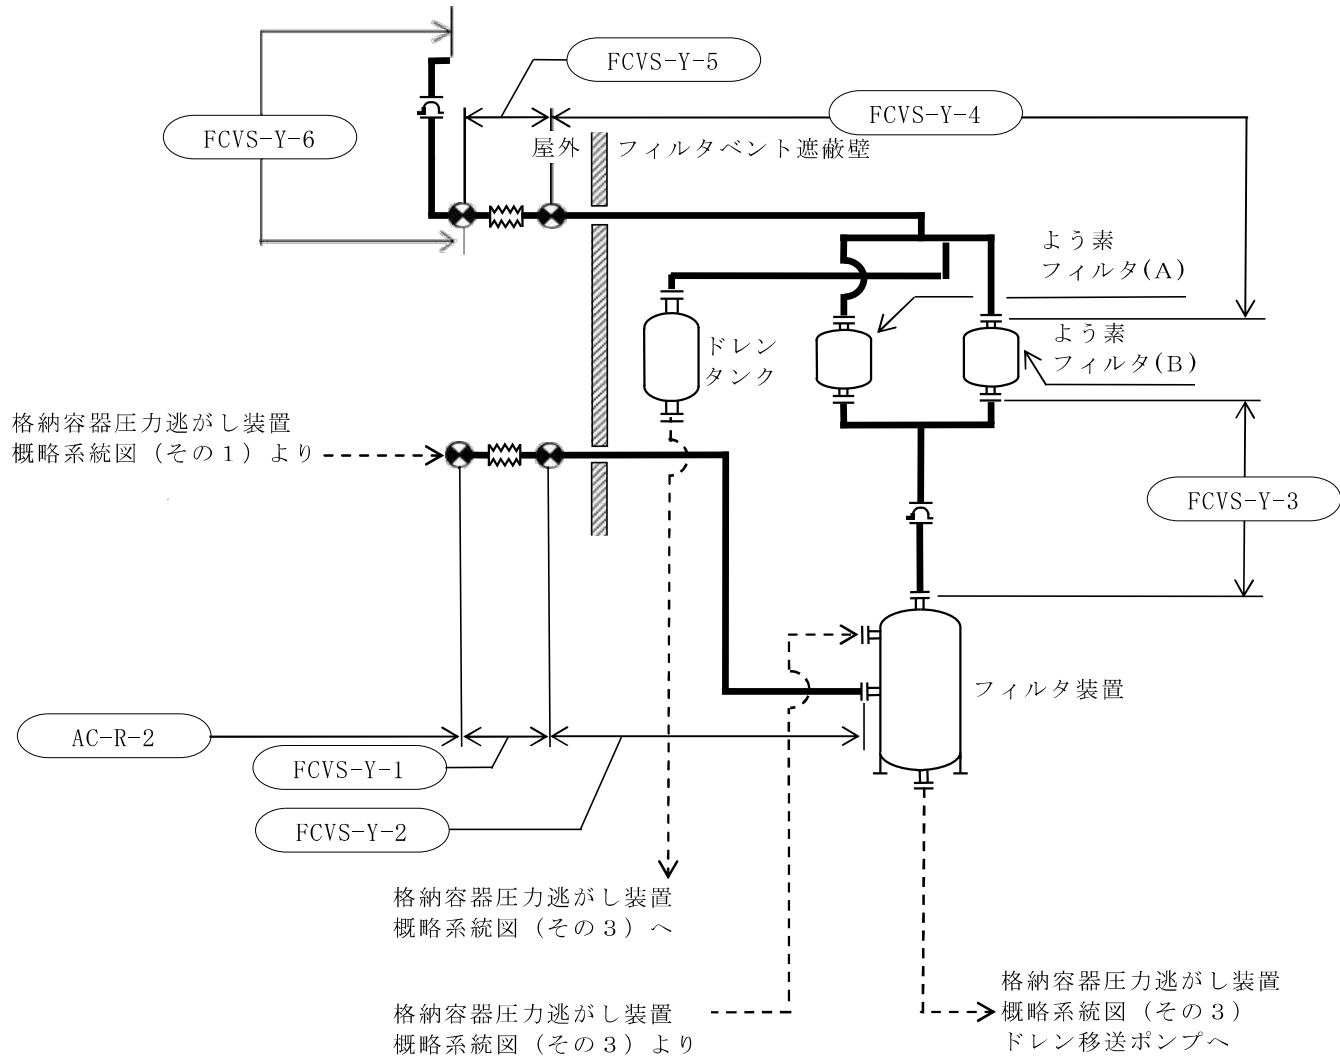 FCVS-Y-5
FCVS-Y-4
FCVS-Y-6
屋外
フィルタベント遮蔽壁
よう素
フィルタ(A)
よう素
フィルタ(B)
ドレン
タンク
格納容器圧力逃がし装置
概略系統図（その１）より
FCVS-Y-3
フィルタ装置
AC-R-2
FCVS-Y-1
FCVS-Y-2
格納容器圧力逃がし装置
概略系統図（その３）へ
格納容器圧力逃がし装置
概略系統図（その３）より
格納容器圧力逃がし装置
概略系統図（その３）
ドレン移送ポンプへ